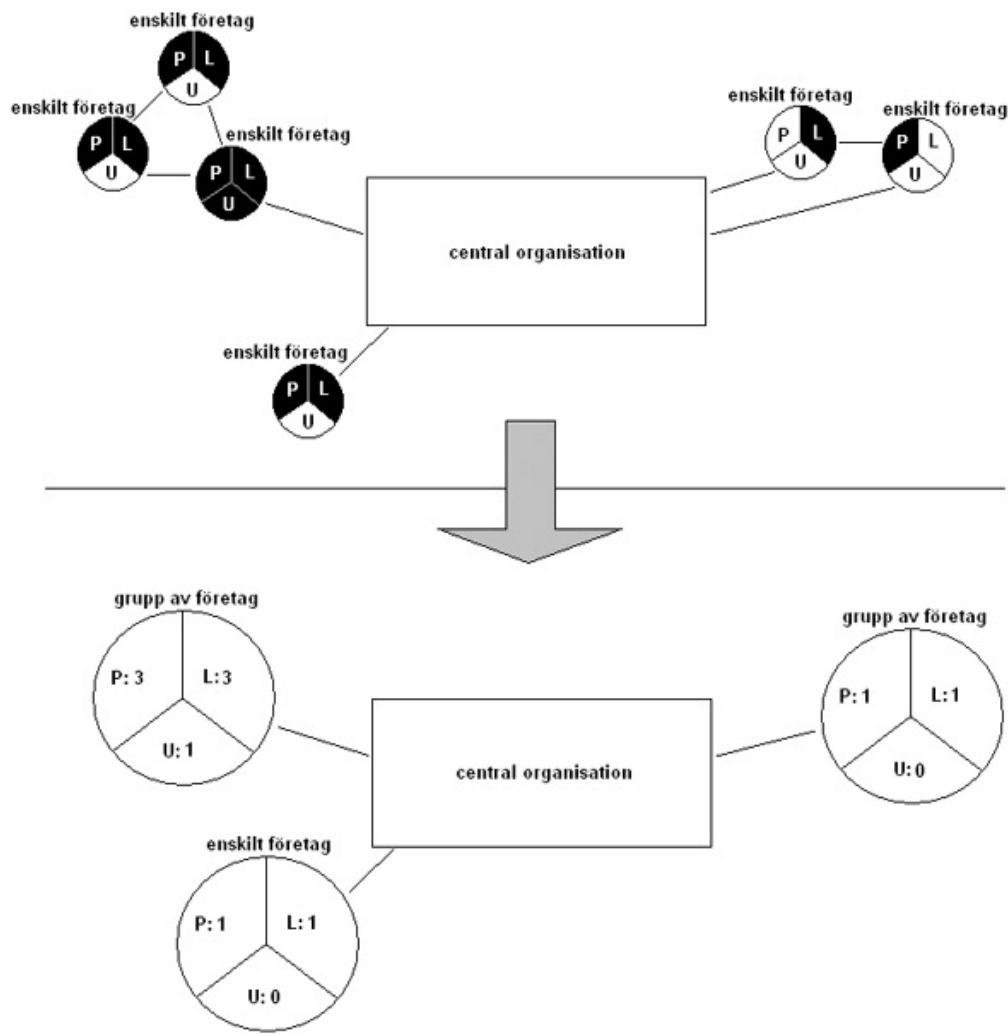 enskilt företag
P L
U
enskilt företag
P L
U
enskilt företag
P L
U
enskilt företag
P L
U
enskilt företag
P L
U
central organisation
enskilt företag
P L
U
grupp av företag
P: 3 L:3
U: 1
grupp av företag
P: 1 L:1
U: 0
central organisation
enskilt företag
P: 1 L:1
U: 0